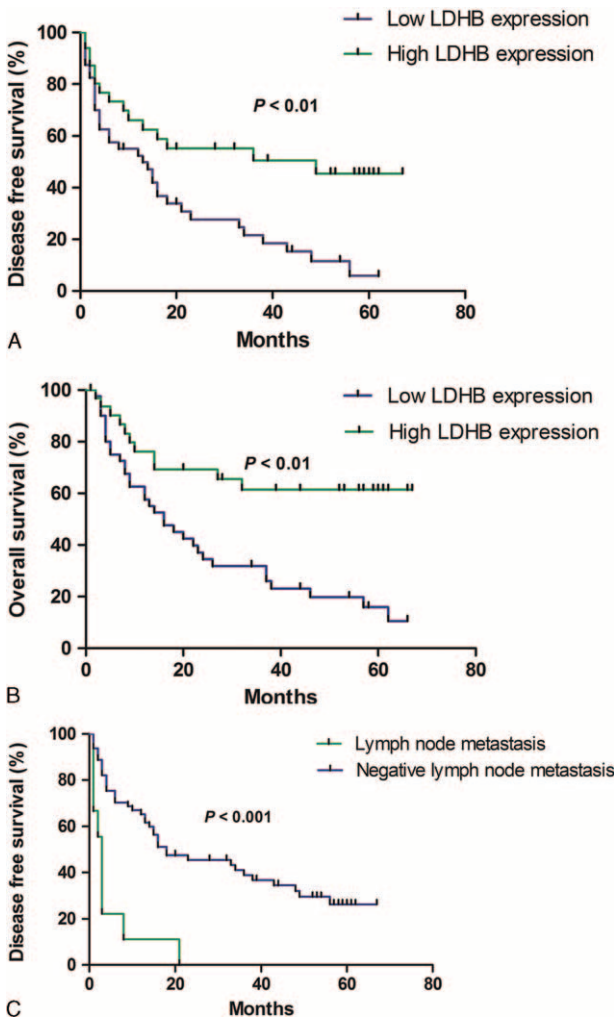 Low LDHB expression
High LDHB expression
P < 0.01
Disease free survival (%)
100
80
60
40
20
0
0 20 40 60 80
Months
A
Low LDHB expression
High LDHB expression
P < 0.01
Overall survival (%)
100
80
60
40
20
0
0 20 40 60 80
Months
B
Lymph node metastasis
Negative lymph node metastasis
P < 0.001
Disease free survival (%)
100
80
60
40
20
0
0 20 40 60 80
Months
C